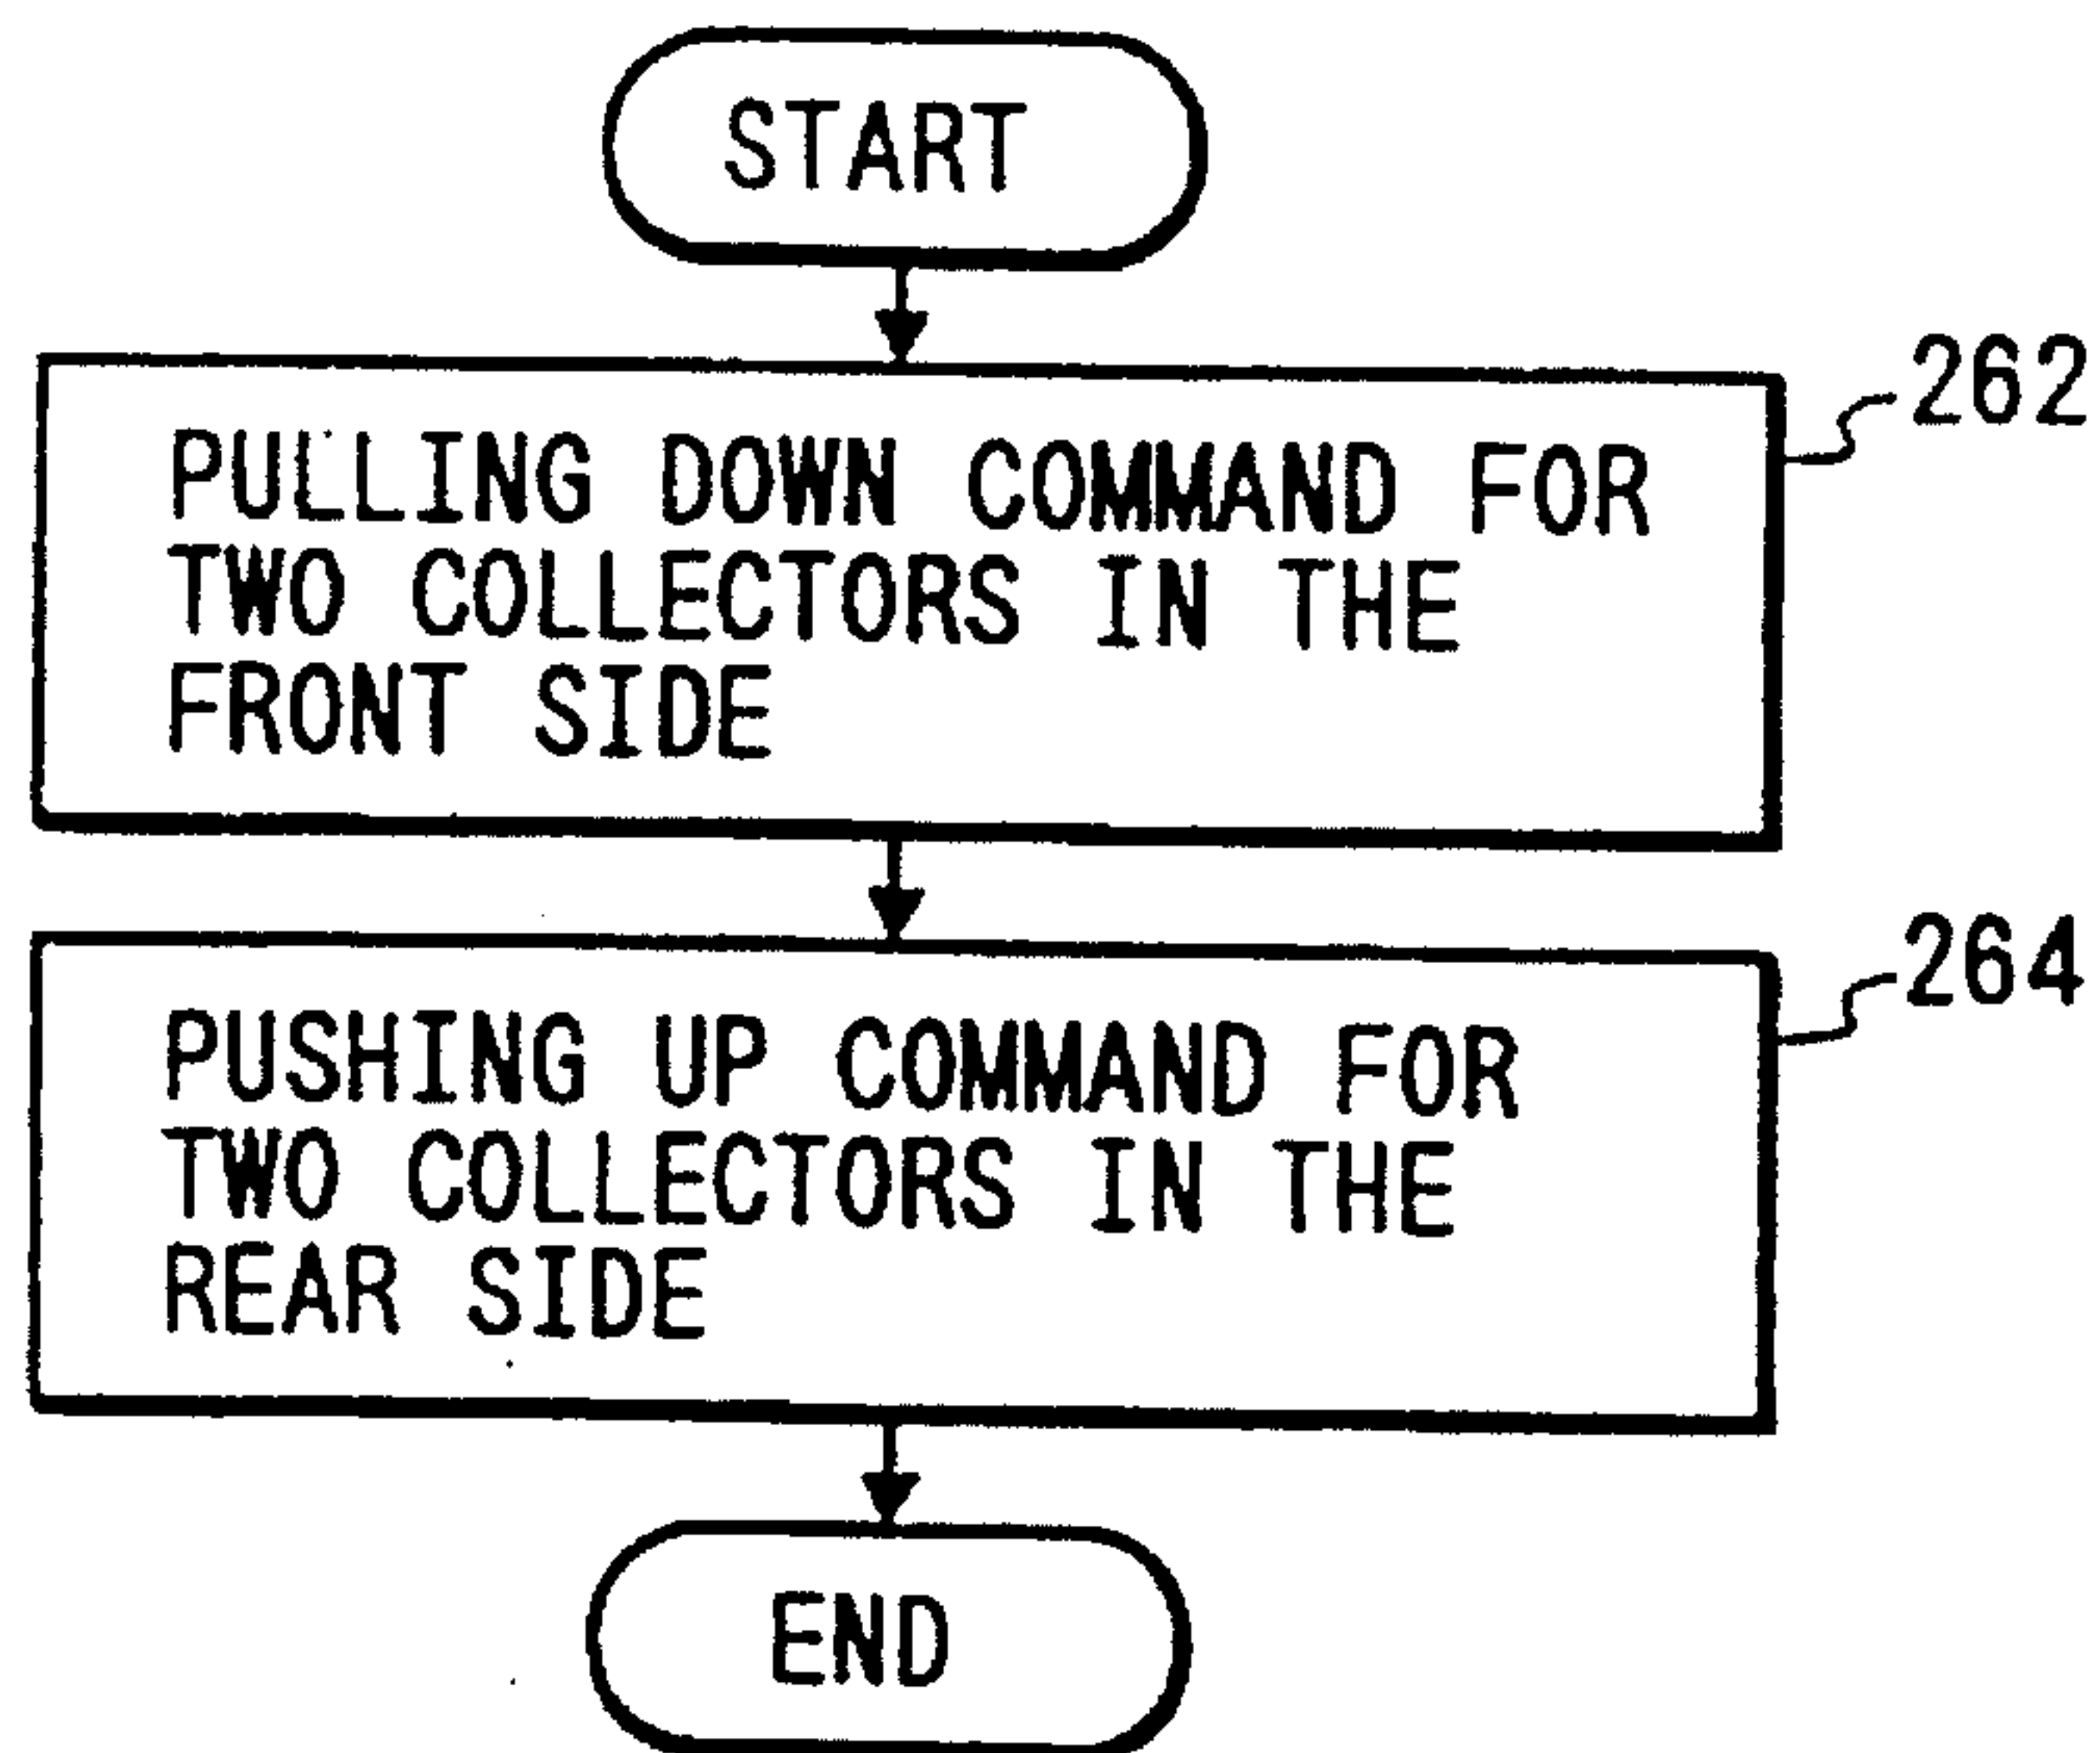 START
262
PULLING DOWN COMMAND FOR
TWO COLLECTORS IN THE
FRONT SIDE
264
PUSHING UP COMMAND FOR
TWO COLLECTORS IN THE
REAR SIDE
END